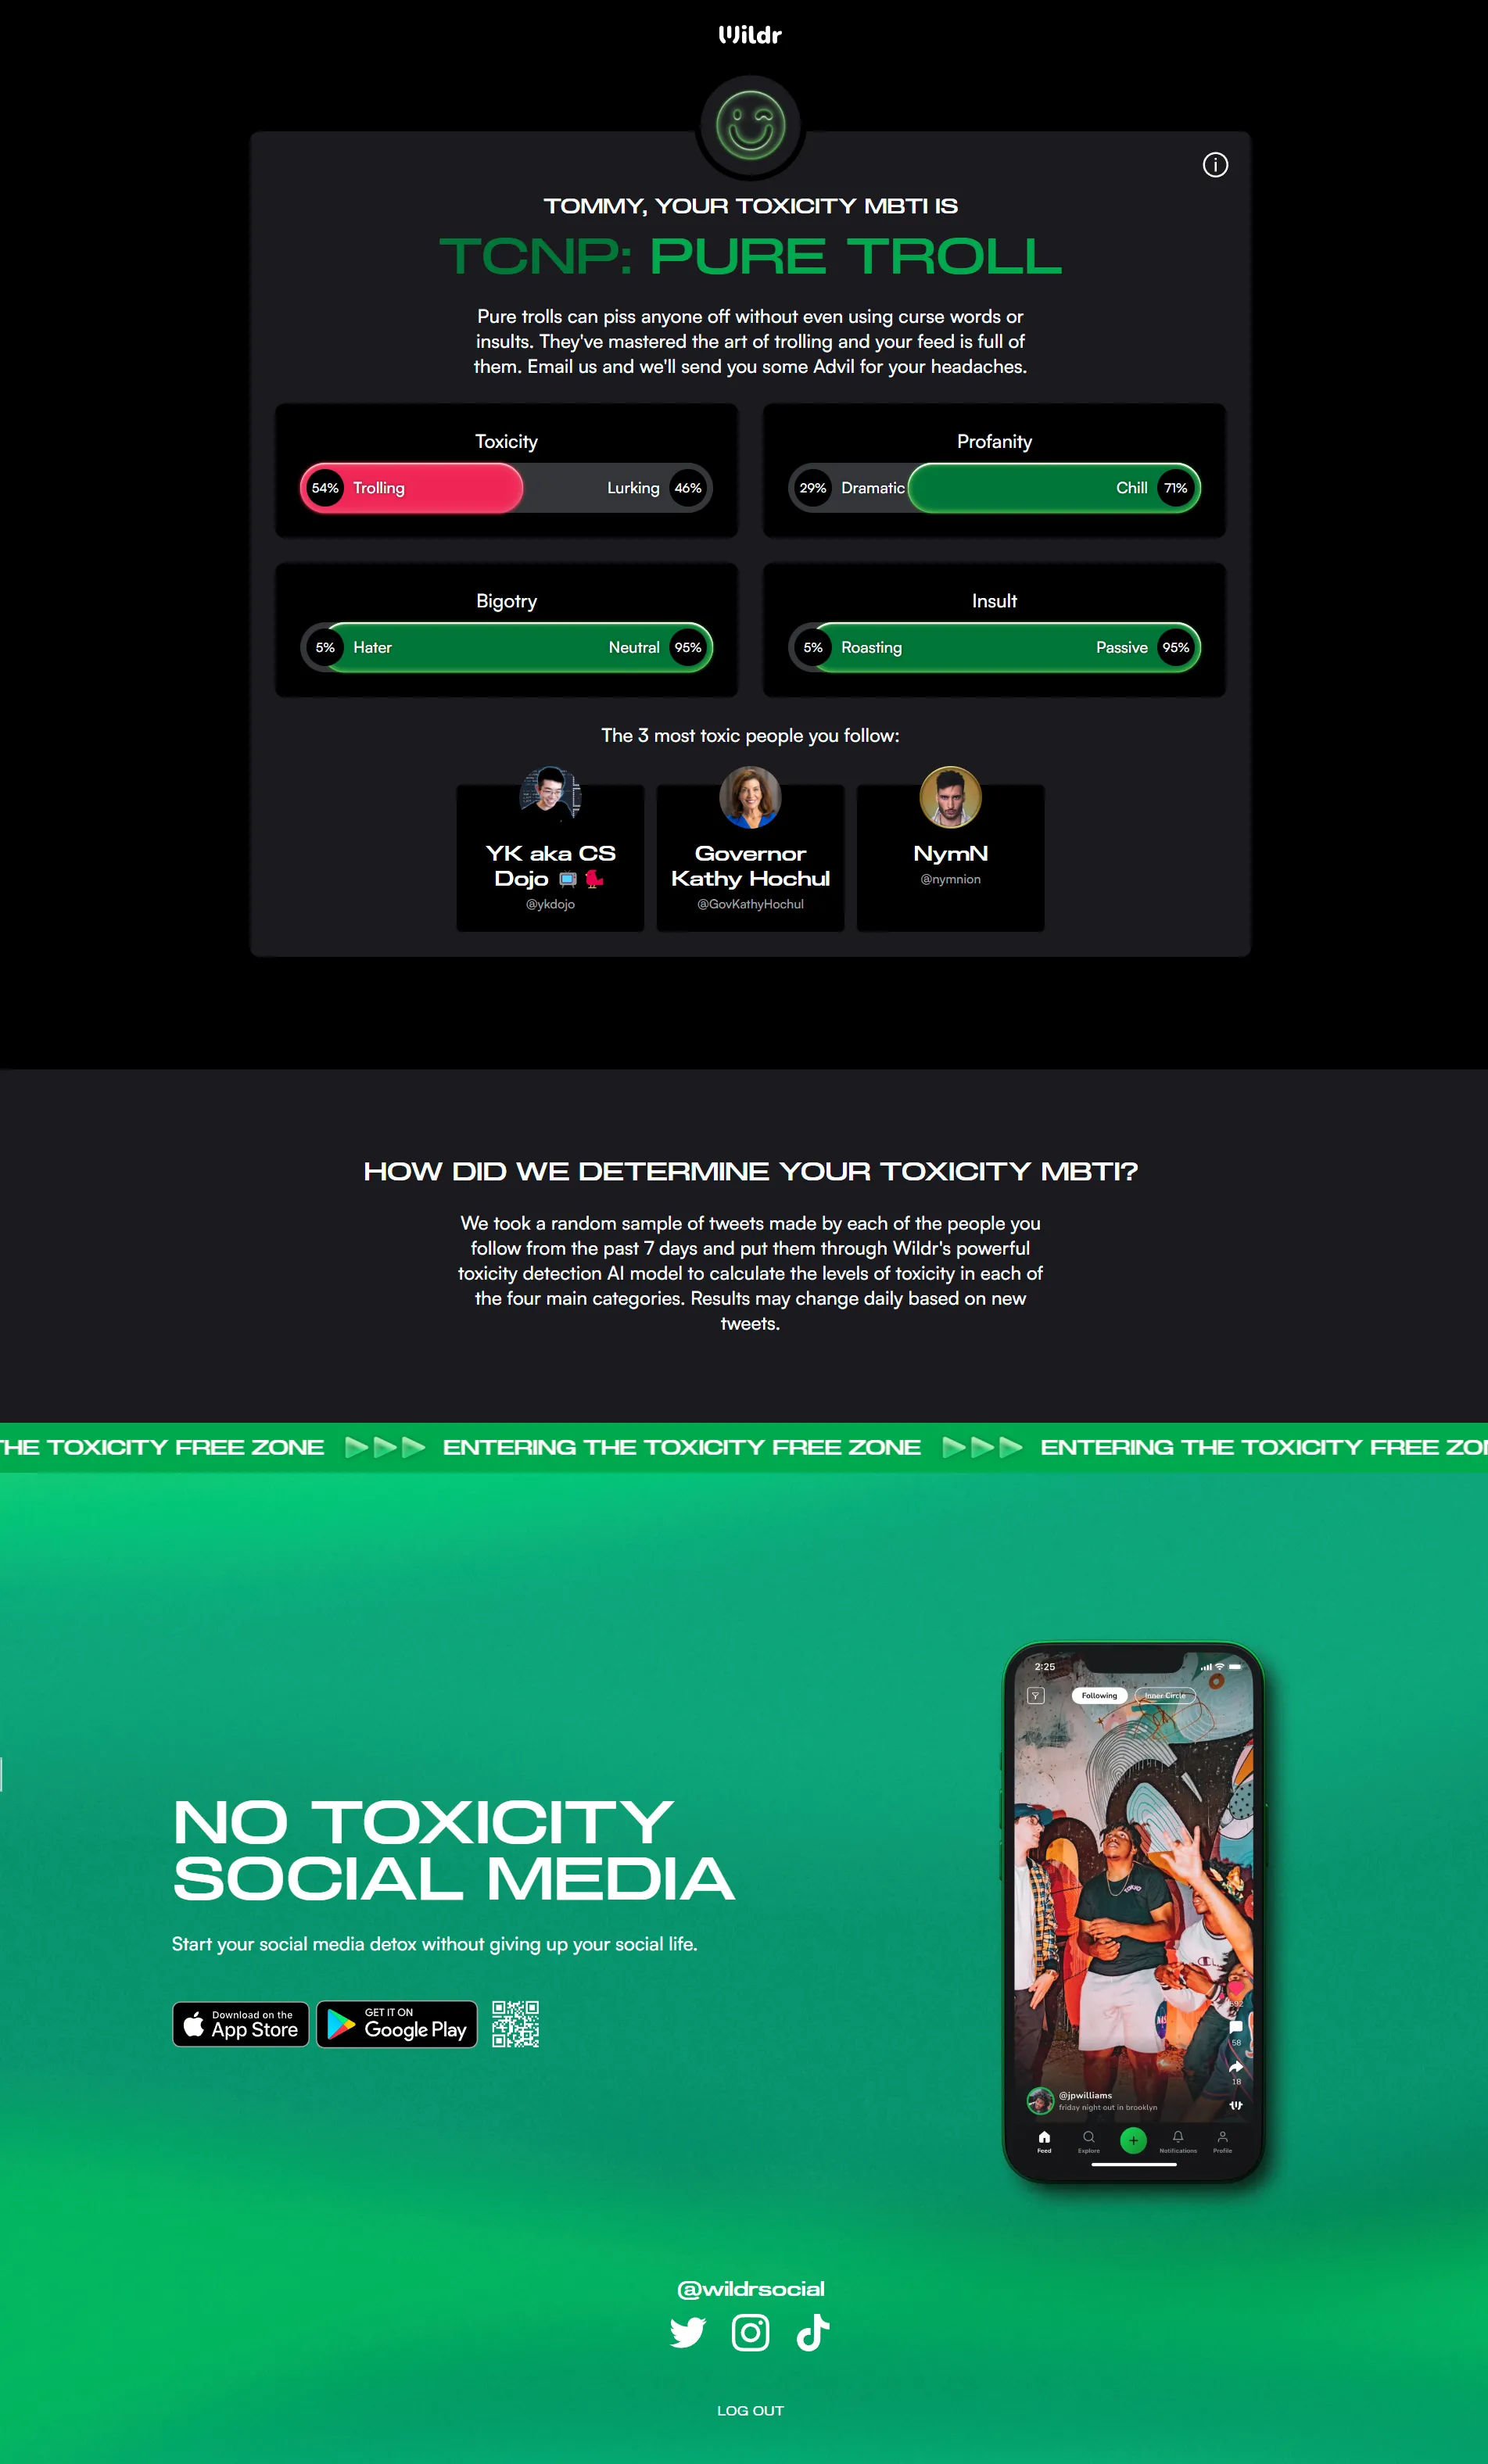 Wildr
TOMMY, YOUR TOXICITY MBTI IS
TCNP: PURE TROLL
Pure trolls can piss anyone off without even using curse words or
insults. They've mastered the art of trolling and your feed is full of
them. Email us and we'll send you some Advil for your headaches.
Toxicity
54% Trolling Lurking 46%
Profanity
29% Dramatic Chill 71%
Bigotry
5% Hater Neutral 95%
Insult
5% Roasting Passive 95%
The 3 most toxic people you follow:
YK aka CS
Dojo 📺🐤
@ykdojo
Governor
Kathy Hochul
@GovKathyHochul
NymN
@nymnion
HOW DID WE DETERMINE YOUR TOXICITY MBTI?
We took a random sample of tweets made by each of the people you
follow from the past 7 days and put them through Wildr's powerful
toxicity detection AI model to calculate the levels of toxicity in each of
the four main categories. Results may change daily based on new
tweets.
THE TOXICITY FREE ZONE ENTERING THE TOXICITY FREE ZONE ENTERING THE TOXICITY FREE ZON
2:25
Following Inner Circle
NO TOXICITY
SOCIAL MEDIA
Start your social media detox without giving up your social life.
Download on the
App Store
GET IT ON
Google Play
58
18
@jpwilliams
friday night out in brooklyn
Feed Explore Notifications Profile
@wildrsocial
LOG OUT